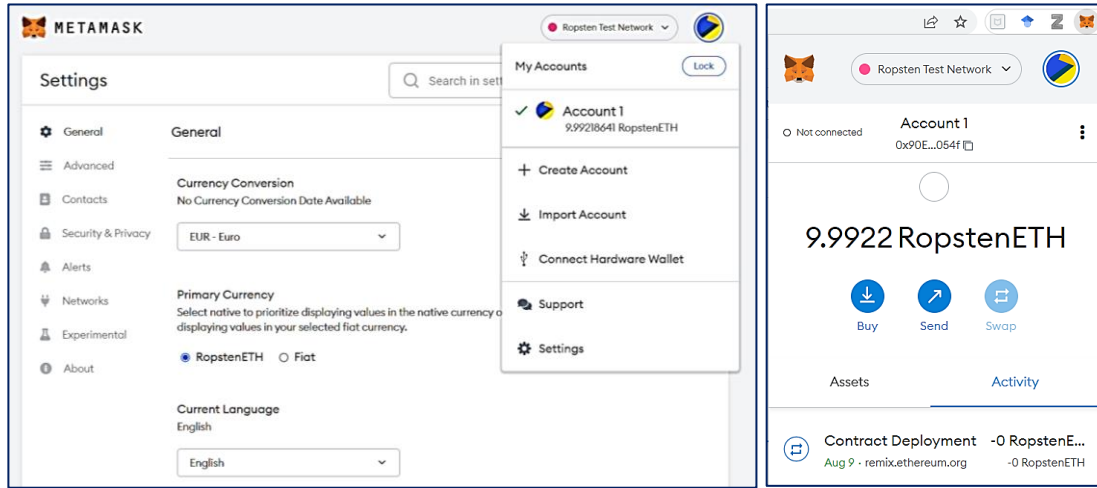 METAMASK
Ropsten Test Network
Settings
Search in sett
General
Advanced
Contacts
Security & Privacy
Alerts
Networks
Experimental
About
General
Currency Conversion
No Currency Conversion Date Available
EUR - Euro
Primary Currency
Select native to prioritize displaying values in the native currency o
displaying values in your selected fiat currency.
RopstenETH Fiat
Current Language
English
English
My Accounts Lock
Account 1
9.99218641 RopstenETH
Create Account
Import Account
Connect Hardware Wallet
Support
Settings
Ropsten Test Network
Not connected
Account 1
0x90E...054f
9.9922 RopstenETH
Buy Send Swap
Assets Activity
Contract Deployment -0 RopstenE...
Aug 9 · remix.ethereum.org -0 RopstenETH